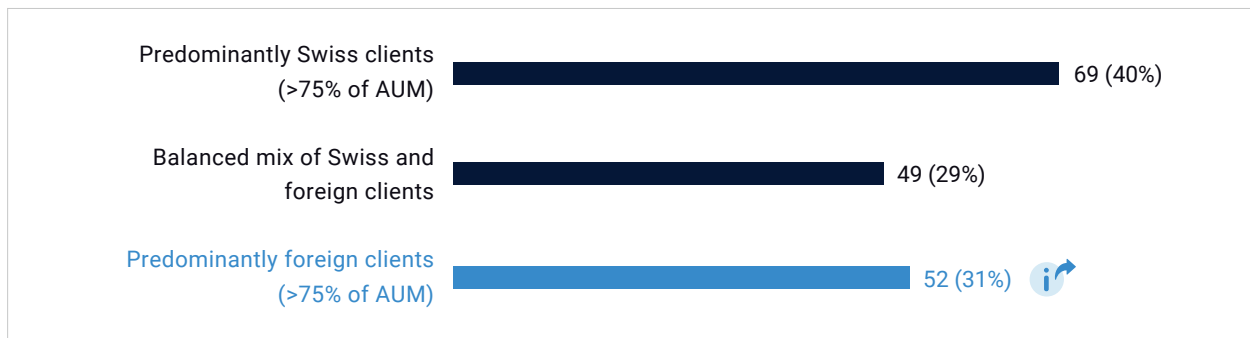 Predominantly Swiss clients
(>75% of AUM)
69 (40%)
Balanced mix of Swiss and
foreign clients
49 (29%)
Predominantly foreign clients
(>75% of AUM)
52 (31%)
i